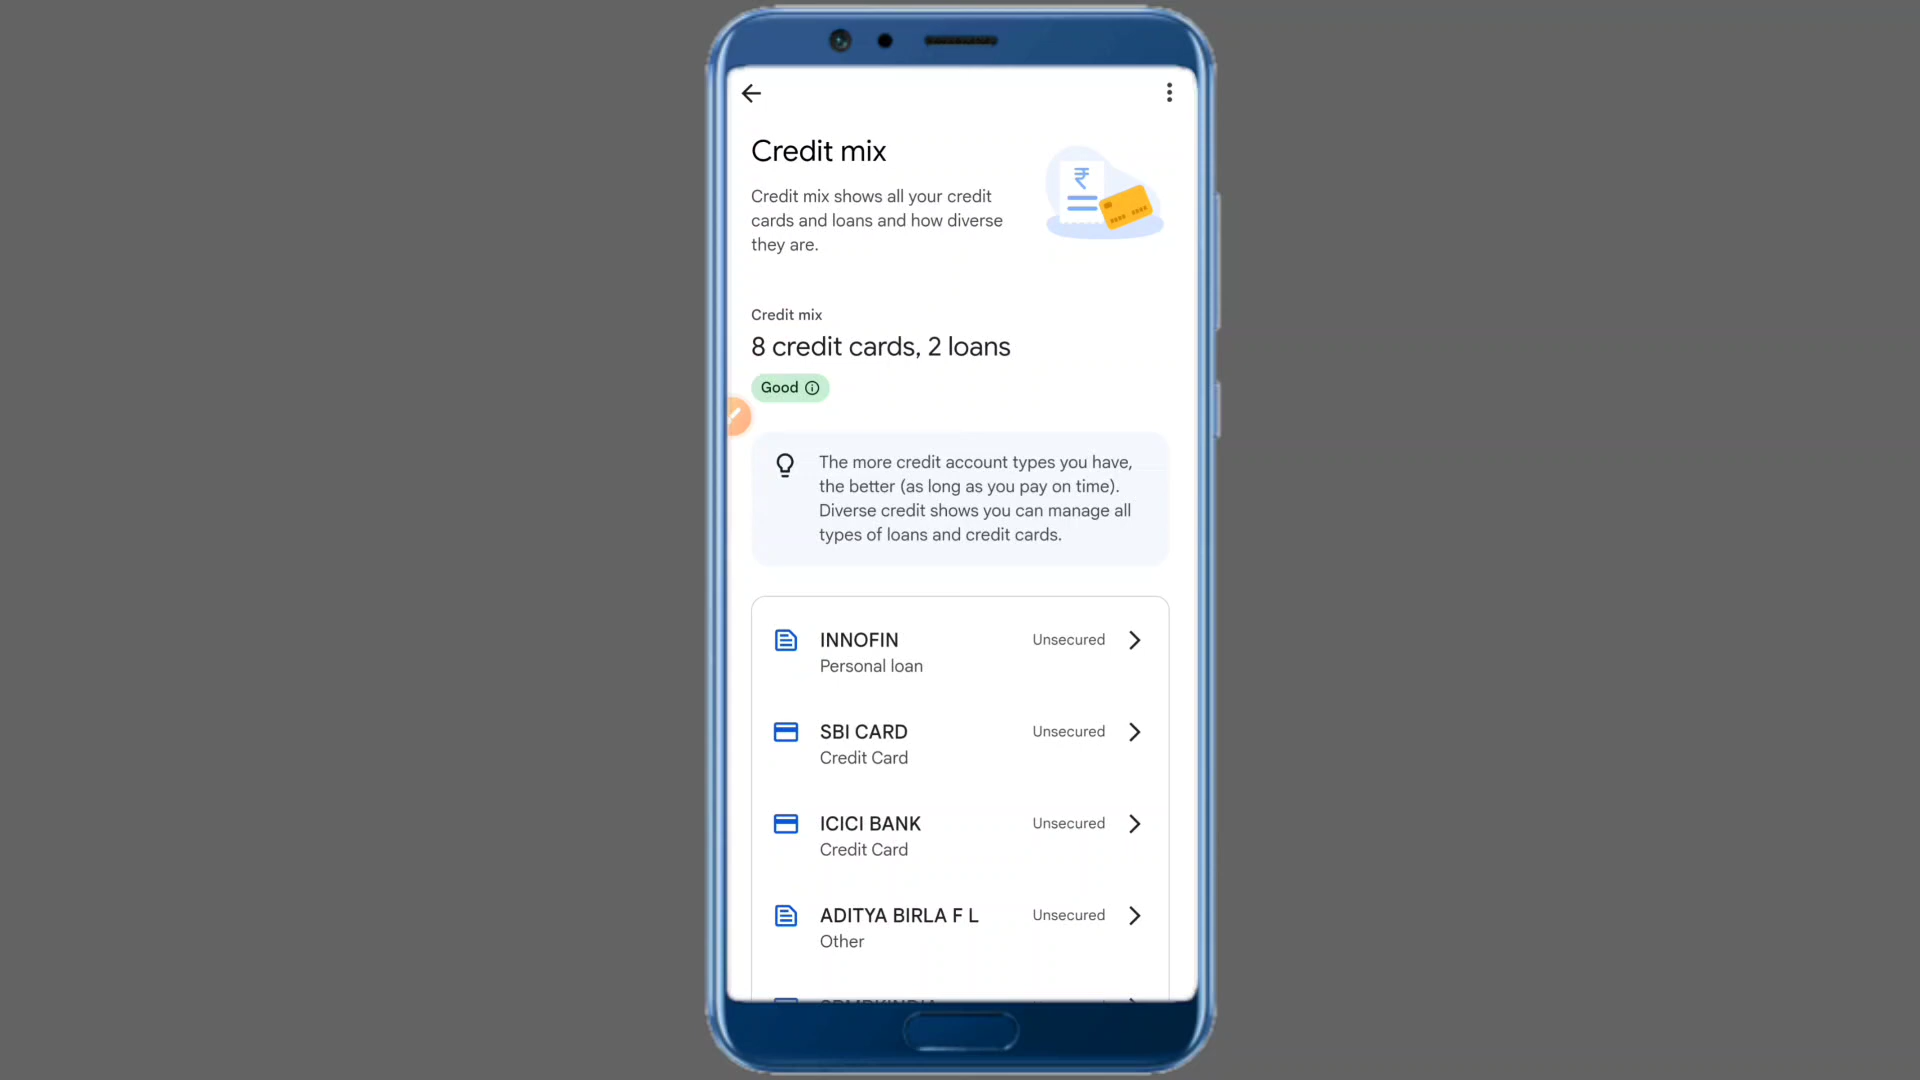 Credit mix
Credit mix shows all your credit
cards and loans and how diverse
they are.
₹
Credit mix
8 credit cards, 2 loans
Good
The more credit account types you have,
the better (as long as you pay on time).
Diverse credit shows you can manage all
types of loans and credit cards.
INNOFIN Unsecured
Personal loan
SBI CARD Unsecured
Credit Card
ICICI BANK Unsecured
Credit Card
ADITYA BIRLA F L Unsecured
Other